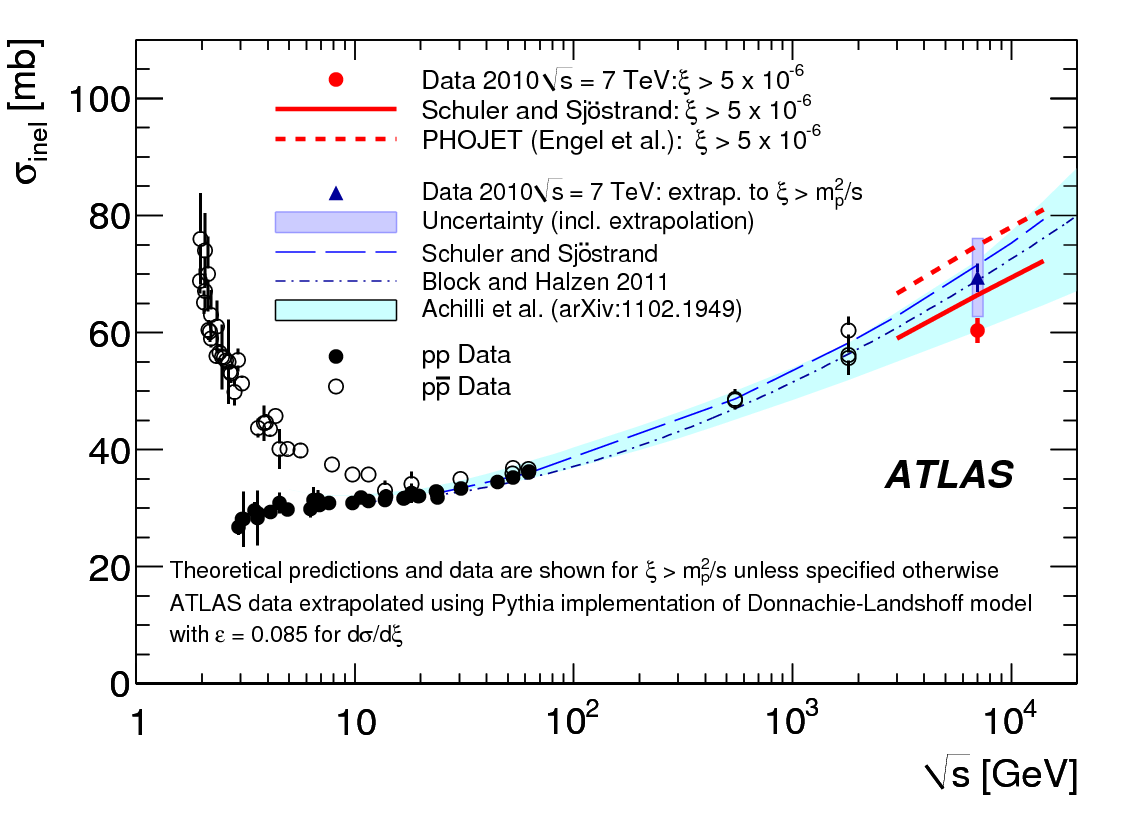 σinel [mb]
100
80
60
40
20
0
Data 2010√s = 7 TeV:ξ > 5 x 10⁻⁶
Schuler and Sjöstrand: ξ > 5 x 10⁻⁶
PHOJET (Engel et al.): ξ > 5 x 10⁻⁶
Data 2010√s = 7 TeV: extrap. to ξ > m²ₚ/s
Uncertainty (incl. extrapolation)
Schuler and Sjöstrand
Block and Halzen 2011
Achilli et al. (arXiv:1102.1949)
pp Data
pp̅ Data
ATLAS
Theoretical predictions and data are shown for ξ > m²ₚ/s unless specified otherwise
ATLAS data extrapolated using Pythia implementation of Donnachie-Landshoff model
with ε = 0.085 for dσ/dξ
1 10 10² 10³ 10⁴
√s [GeV]